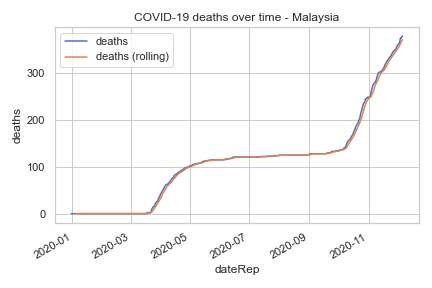 COVID-19 deaths over time - Malaysia
deaths
deaths (rolling)
300
200
100
0
deaths
2020-01
2020-03
2020-05
2020-07
2020-09
2020-11
dateRep